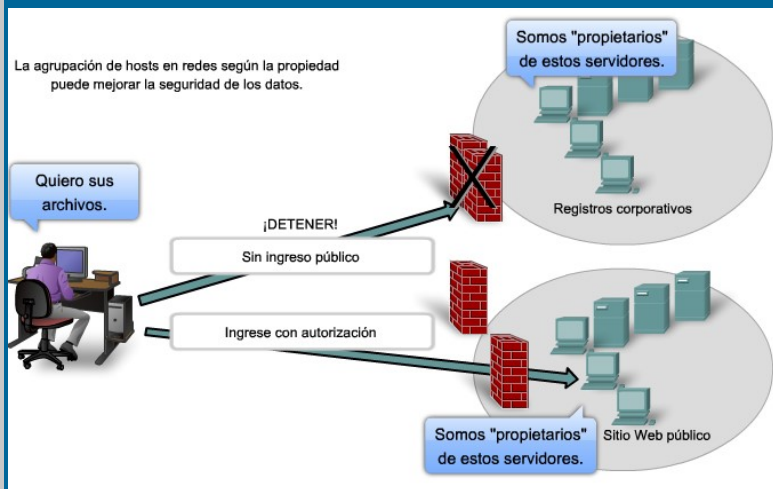 La agrupación de hosts en redes según la propiedad
puede mejorar la seguridad de los datos.
Somos "propietarios"
de estos servidores.
Quiero sus
archivos.
¡DETENER!
Sin ingreso público
Registros corporativos
Ingrese con autorización
Somos "propietarios"
de estos servidores.
Sitio Web público